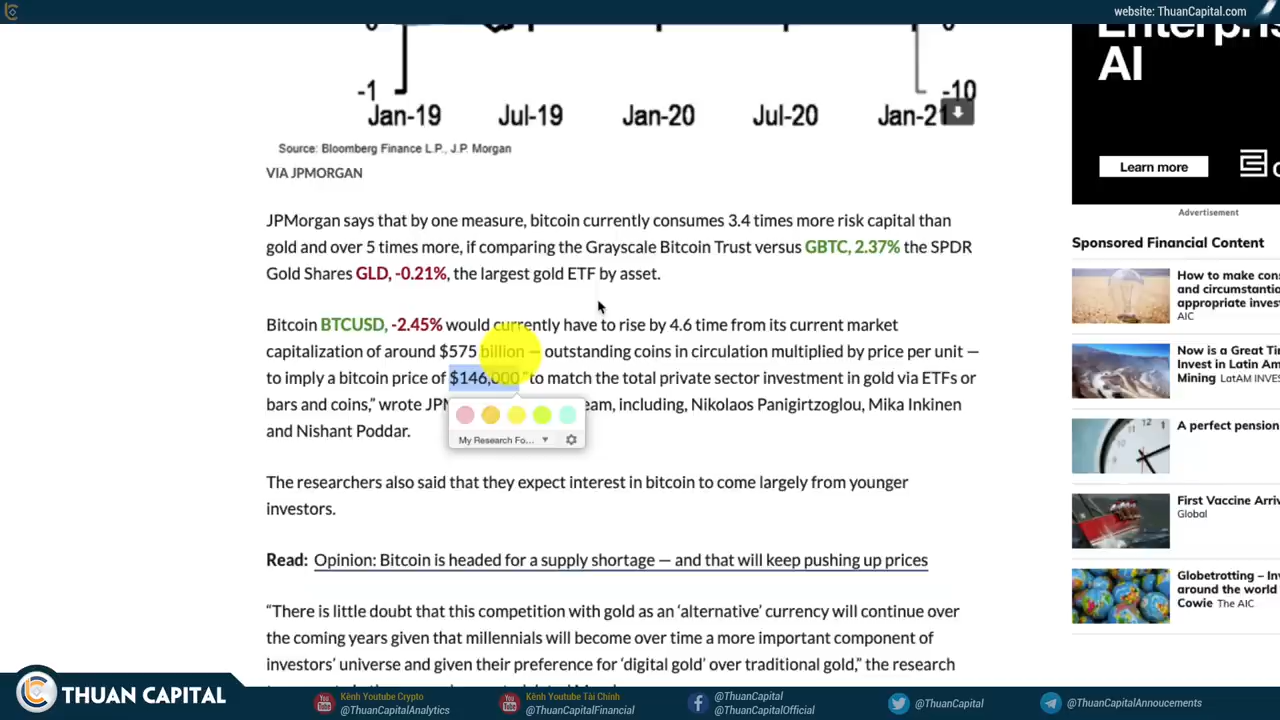 website: ThuanCapital.com
AI
-1
-10
Jan-19
Jul-19
Jan-20
Jul-20
Jan-21
Source: Bloomberg Finance L.P., J.P. Morgan
VIA JPMORGAN
JPMorgan says that by one measure, bitcoin currently consumes 3.4 times more risk capital than
gold and over 5 times more, if comparing the Grayscale Bitcoin Trust versus GBTC, 2.37% the SPDR
Gold Shares GLD, -0.21%, the largest gold ETF by asset.
Bitcoin BTCUSD, -2.45% would currently have to rise by 4.6 time from its current market
capitalization of around $575 billion — outstanding coins in circulation multiplied by price per unit —
to imply a bitcoin price of $146,000 "to match the total private sector investment in gold via ETFs or
bars and coins," wrote JPM eam, including, Nikolaos Panigirtzoglou, Mika Inkinen
and Nishant Poddar.
My Research Fo...
The researchers also said that they expect interest in bitcoin to come largely from younger
investors.
Read: Opinion: Bitcoin is headed for a supply shortage — and that will keep pushing up prices
“There is little doubt that this competition with gold as an ‘alternative’ currency will continue over
the coming years given that millennials will become over time a more important component of
investors’ universe and given their preference for ‘digital gold’ over traditional gold,” the research
Learn more
Advertisement
Sponsored Financial Content
How to make cons
and circumstantia
appropriate invest
AIC
Now is a Great Tim
Invest in Latin Am
Mining LatAM INVES
A perfect pension
First Vaccine Arriv
Global
Globetrotting – Inv
around the world
Cowie The AIC
THUAN CAPITAL
Kênh Youtube Crypto
@ThuanCapitalAnalytics
Kênh Youtube Tài Chính
@ThuanCapitalFinancial
@ThuanCapital
@ThuanCapitalOfficial
@ThuanCapital
@ThuanCapitalAnnoucements